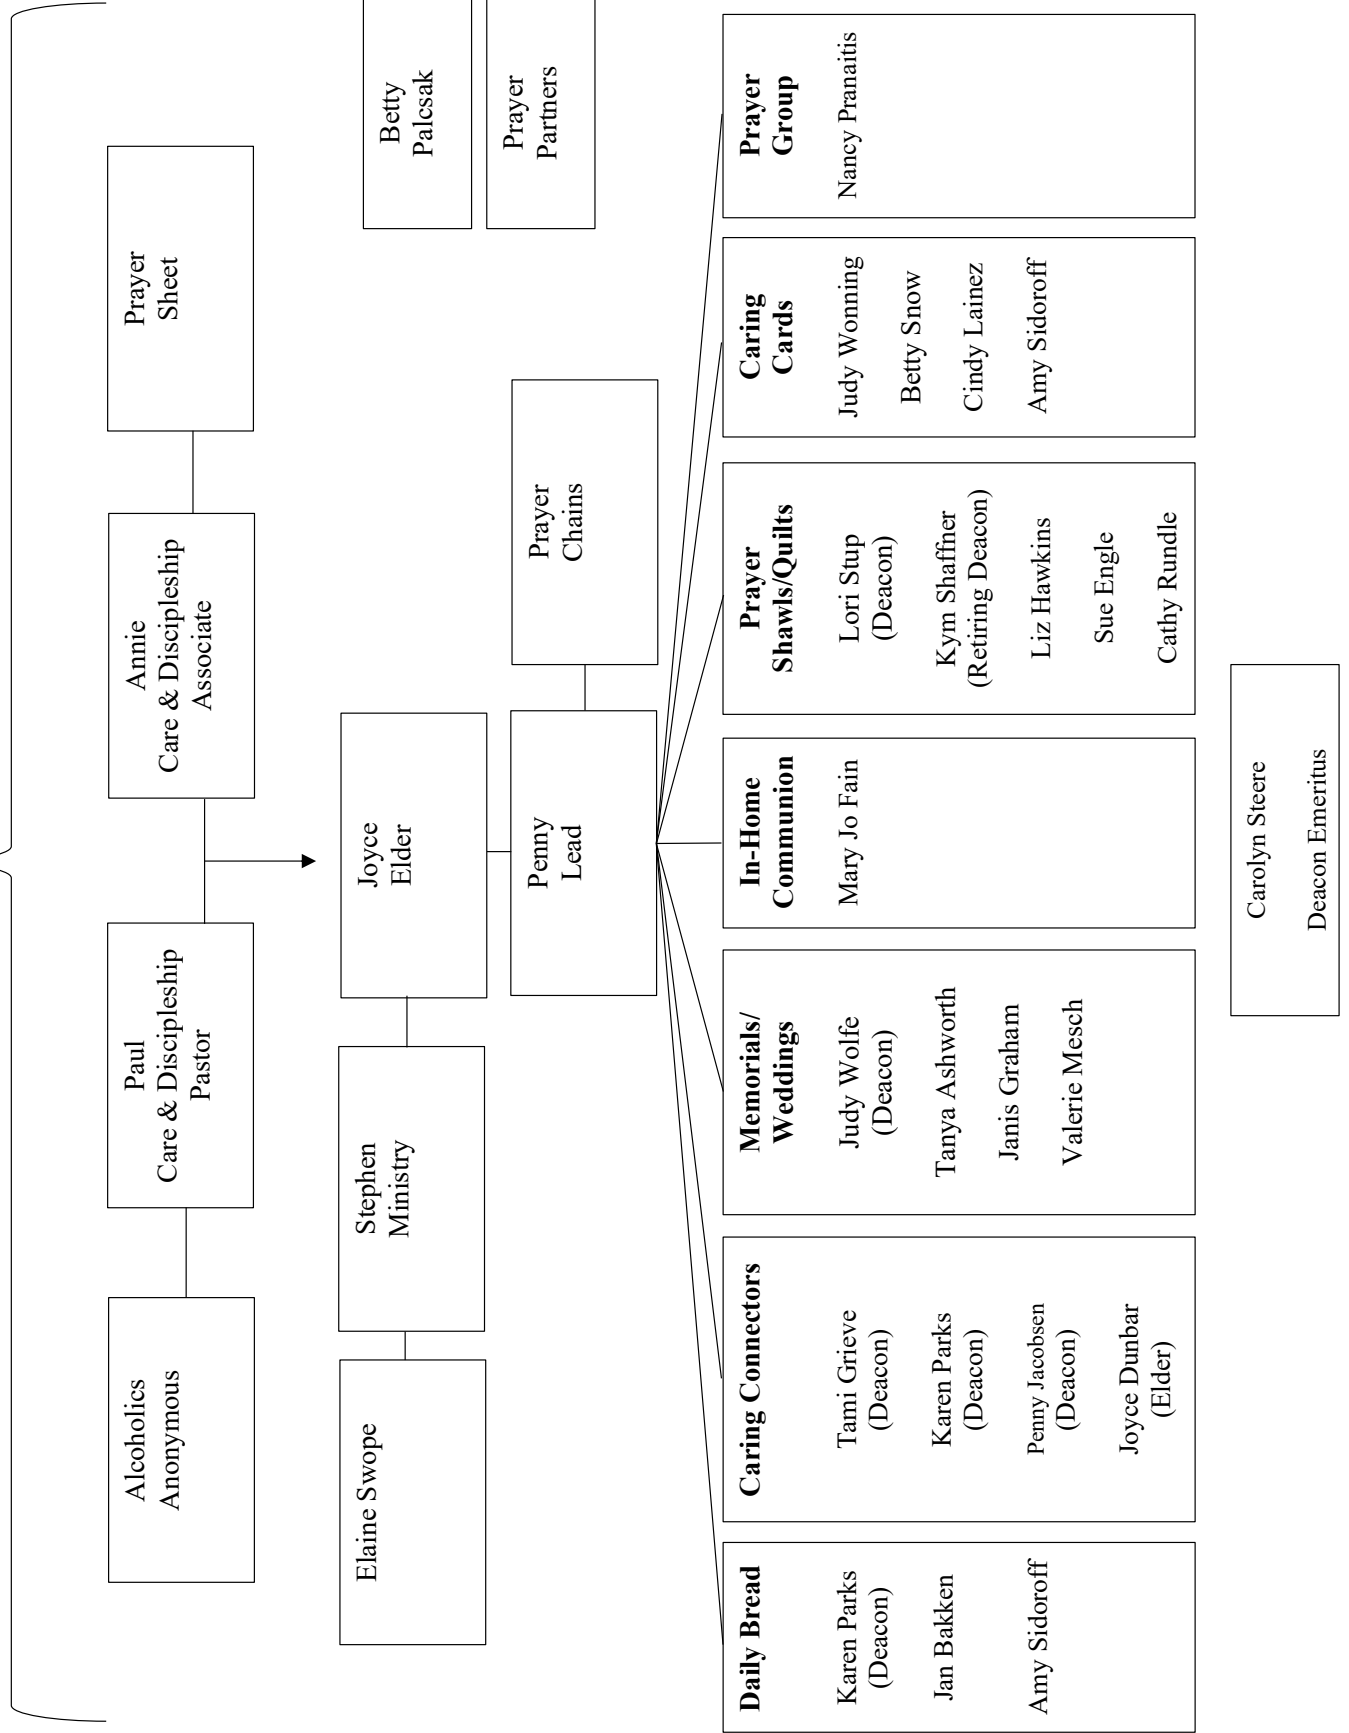 Alcoholics
Anonymous
Paul
Care & Discipleship
Pastor
Annie
Care & Discipleship
Associate
Prayer
Sheet
Elaine Swope
Stephen
Ministry
Joyce
Elder
Betty
Palcsak
Prayer
Partners
Penny
Lead
Prayer
Chains
Daily Bread
Karen Parks
(Deacon)
Jan Bakken
Amy Sidoroff
Caring Connectors
Tami Grieve
(Deacon)
Karen Parks
(Deacon)
Penny Jacobsen
(Deacon)
Joyce Dunbar
(Elder)
Memorials/
Weddings
Judy Wolfe
(Deacon)
Tanya Ashworth
Janis Graham
Valerie Mesch
In-Home
Communion
Mary Jo Fain
Prayer
Shawls/Quilts
Lori Stup
(Deacon)
Kym Shaffner
(Retiring Deacon)
Liz Hawkins
Sue Engle
Cathy Rundle
Caring
Cards
Judy Wonning
Betty Snow
Cindy Lainez
Amy Sidoroff
Prayer
Group
Nancy Pranaitis
Carolyn Steere
Deacon Emeritus